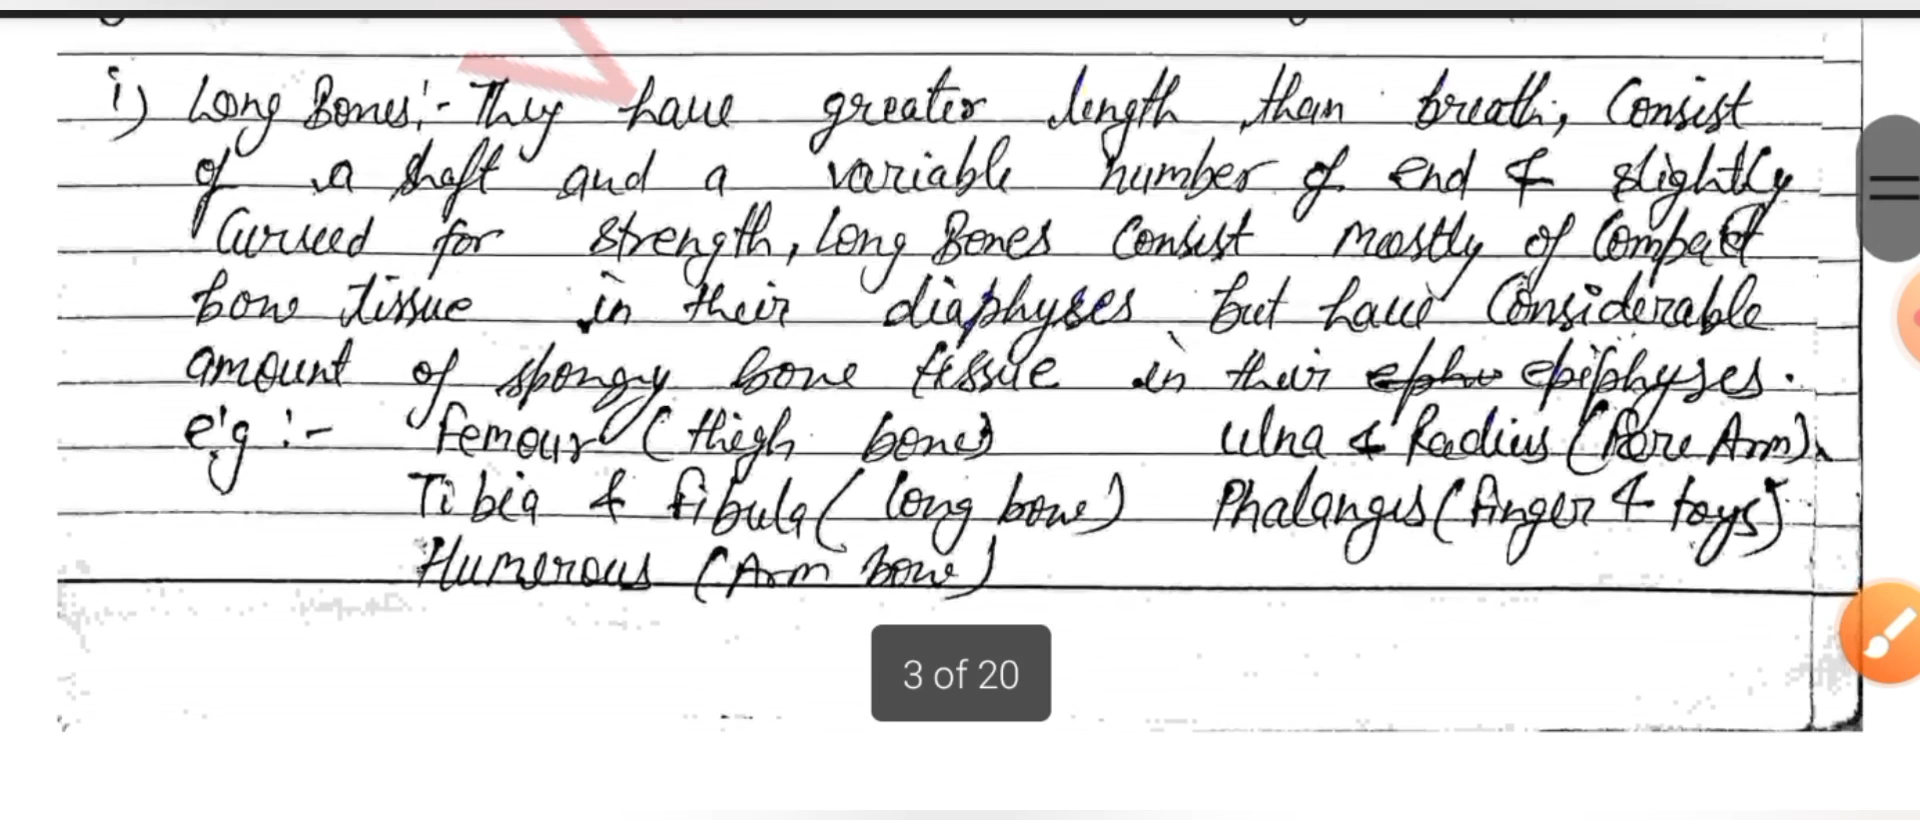 i) Long Bones:- They have greater length than breath, Consist
of a shaft and a variable number of end & slightly
Curved for strength, Long Bones Consist mostly of Compact
bone tissue in their diaphyses but have Considerable
amount of spongy bone tissue in their epiphyses.
e'g :- femour (thigh bone) Ulna & Radius (Fore Arm).
Tibia & fibula (long bone) Phalanges (finger & toys)
Humerous (Arm bone)
3 of 20